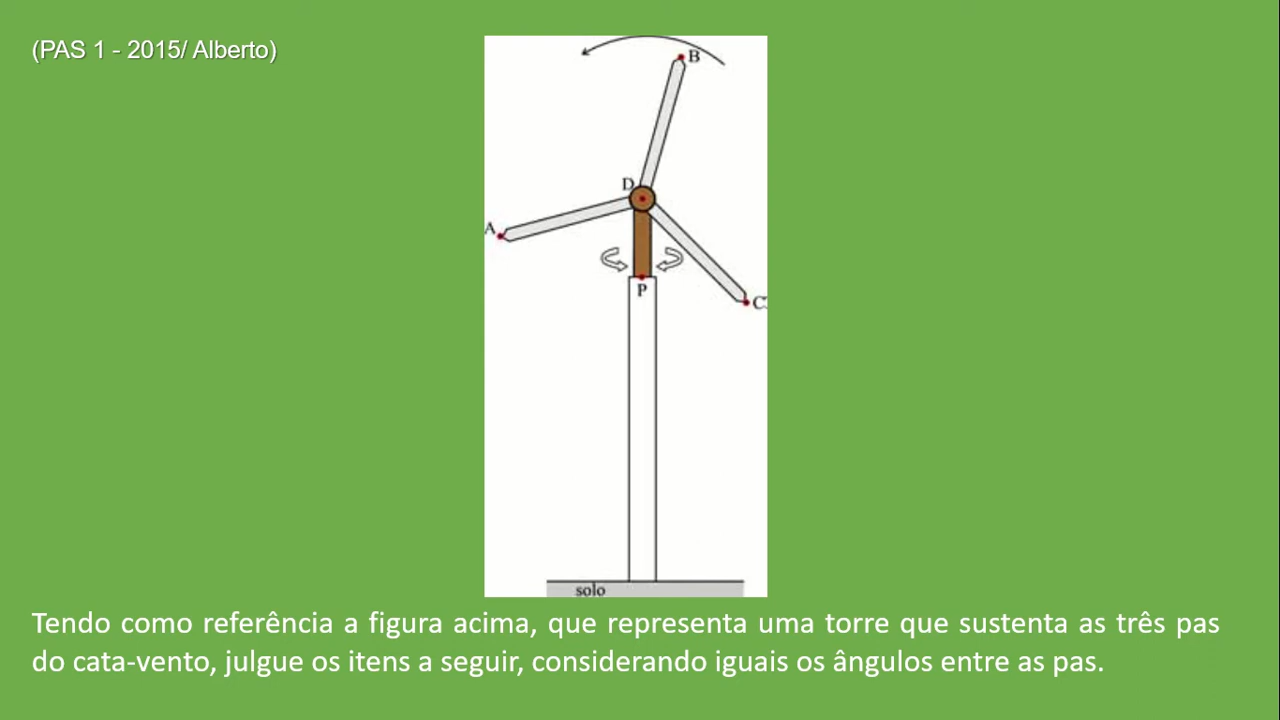 (PAS 1 - 2015/ Alberto)
B
D
A
P
C
solo
Tendo como referência a figura acima, que representa uma torre que sustenta as três pas
do cata-vento, julgue os itens a seguir, considerando iguais os ângulos entre as pas.